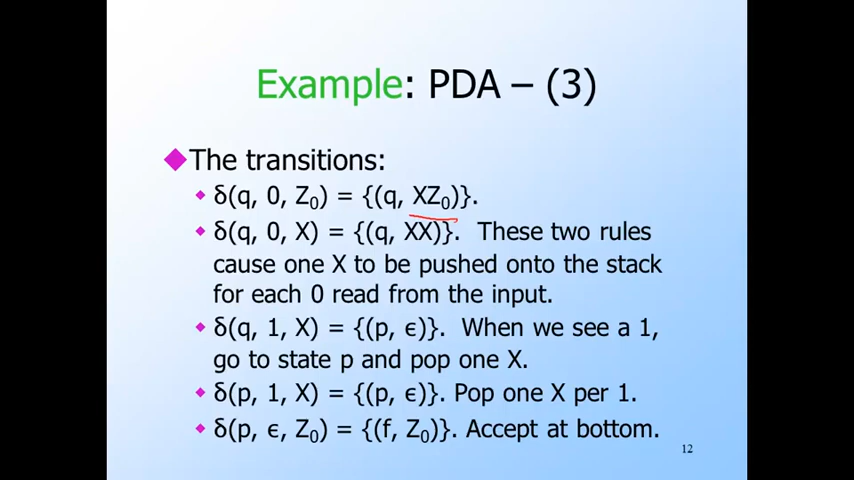 Example: PDA – (3)
The transitions:
δ(q, 0, Z₀) = {(q, XZ₀)}.
δ(q, 0, X) = {(q, XX)}. These two rules
cause one X to be pushed onto the stack
for each 0 read from the input.
δ(q, 1, X) = {(p, ϵ)}. When we see a 1,
go to state p and pop one X.
δ(p, 1, X) = {(p, ϵ)}. Pop one X per 1.
δ(p, ϵ, Z₀) = {(f, Z₀)}. Accept at bottom.
12